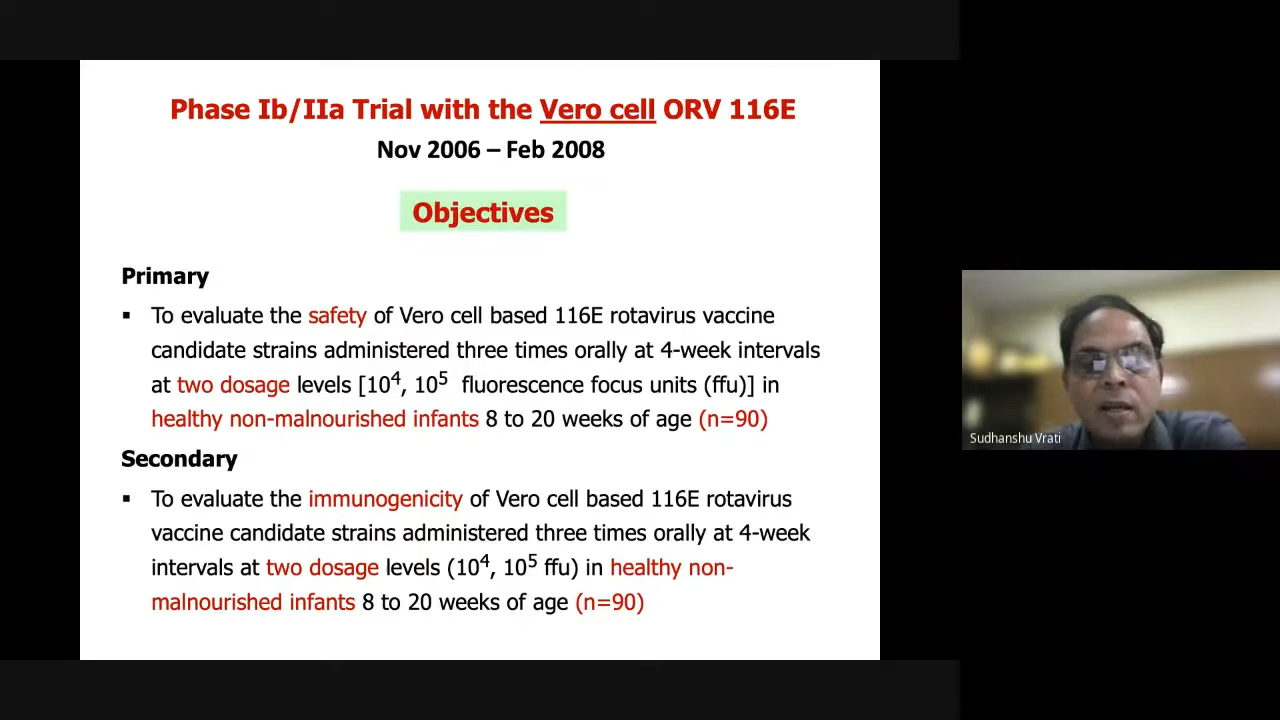 Phase Ib/IIa Trial with the Vero cell ORV 116E
Nov 2006 – Feb 2008
Objectives
Primary
▪ To evaluate the safety of Vero cell based 116E rotavirus vaccine
candidate strains administered three times orally at 4-week intervals
at two dosage levels [10⁴, 10⁵ fluorescence focus units (ffu)] in
healthy non-malnourished infants 8 to 20 weeks of age (n=90)
Secondary
▪ To evaluate the immunogenicity of Vero cell based 116E rotavirus
vaccine candidate strains administered three times orally at 4-week
intervals at two dosage levels (10⁴, 10⁵ ffu) in healthy non-
malnourished infants 8 to 20 weeks of age (n=90)
Sudhanshu Vrati